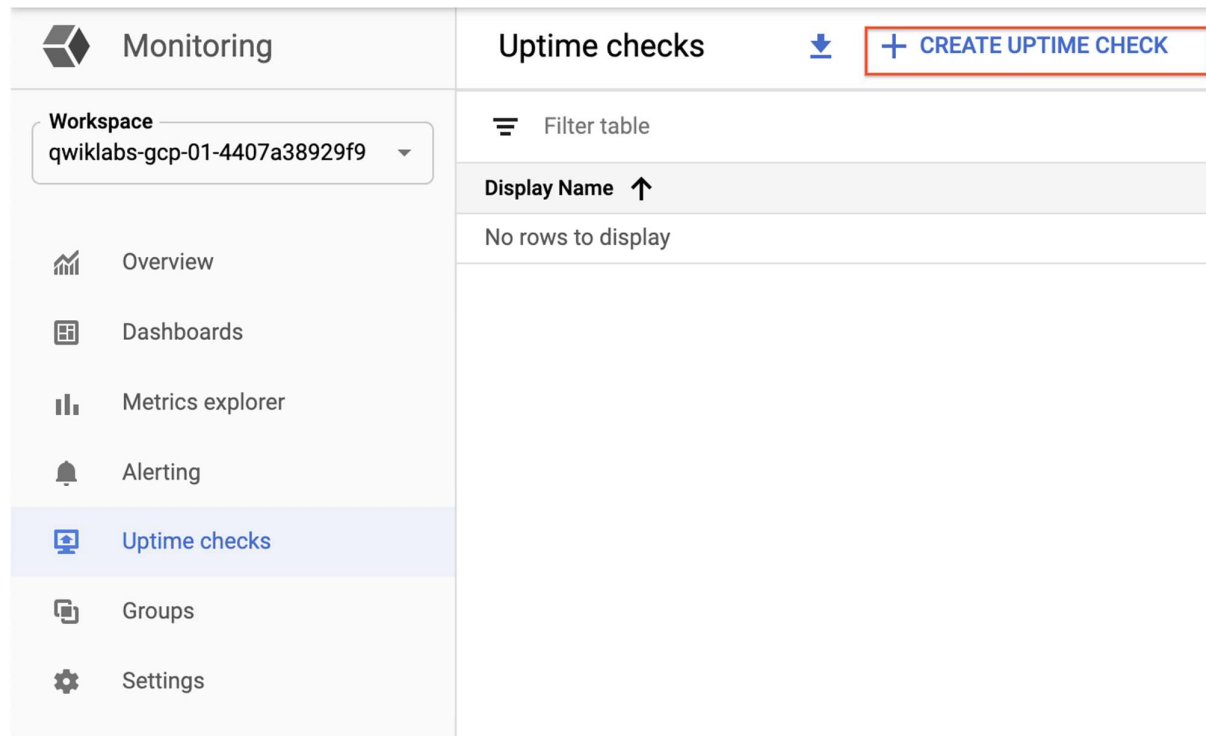 Monitoring
Uptime checks
+ CREATE UPTIME CHECK
Workspace
qwiklabs-gcp-01-4407a38929f9
Filter table
Display Name ↑
No rows to display
Overview
Dashboards
Metrics explorer
Alerting
Uptime checks
Groups
Settings